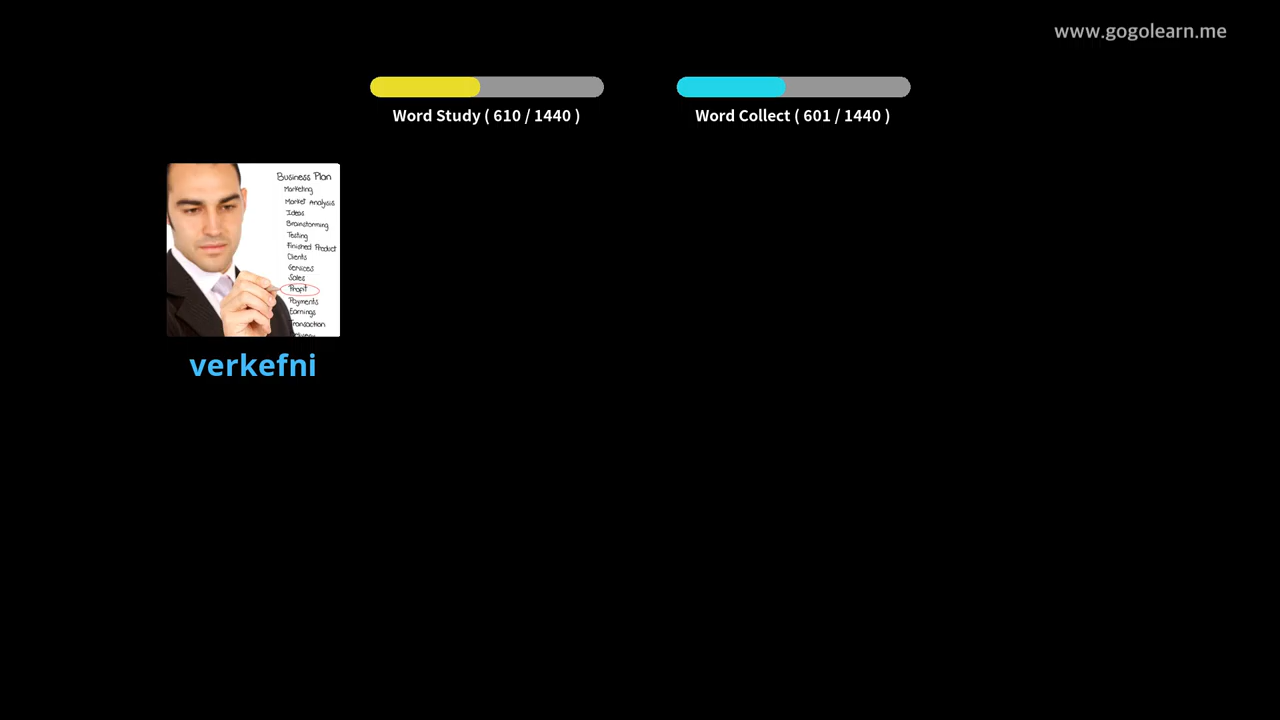 www.gogolearn.me
Word Study ( 610 / 1440 )
Word Collect ( 601 / 1440 )
Business Plan
Marketing
Market Analysis
Ideas
Brainstorming
Testing
Finished Product
Clients
Services
Sales
Profit
Payments
Earnings
Transaction
verkefni